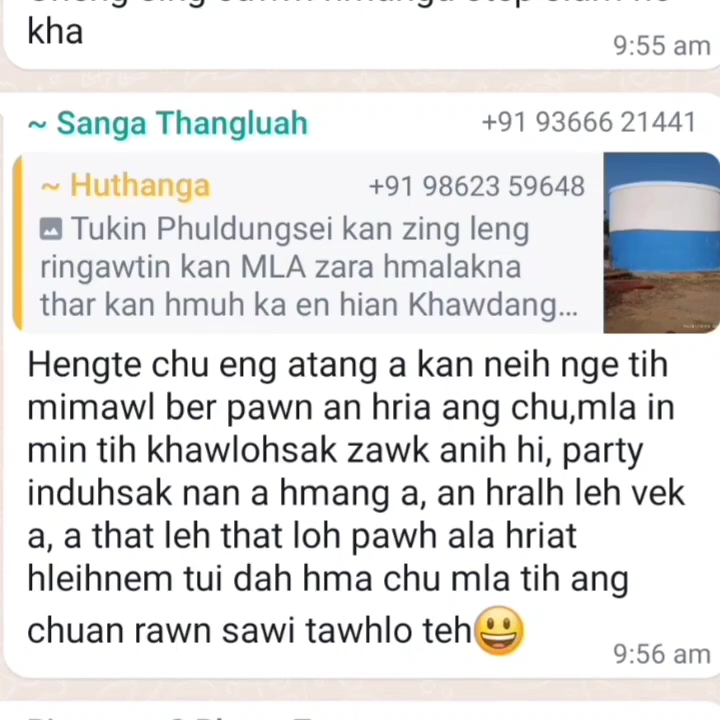 kha
9:55 am
~ Sanga Thangluah +91 93666 21441
~ Huthanga +91 98623 59648
Tukin Phuldungsei kan zing leng
ringawtin kan MLA zara hmalakna
thar kan hmuh ka en hian Khawdang...
Hengte chu eng atang a kan neih nge tih
mimawl ber pawn an hria ang chu,mla in
min tih khawlohsak zawk anih hi, party
induhsak nan a hmang a, an hralh leh vek
a, a that leh that loh pawh ala hriat
hleihnem tui dah hma chu mla tih ang
chuan rawn sawi tawhlo teh😃
9:56 am